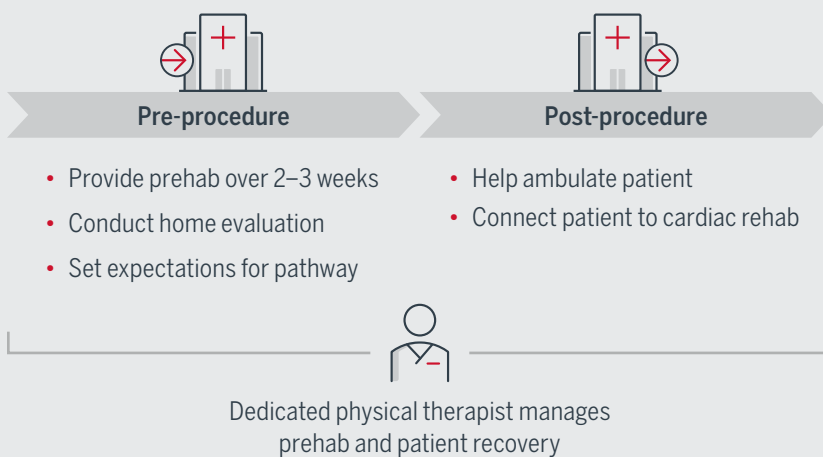 Pre-procedure
• Provide prehab over 2–3 weeks
• Conduct home evaluation
• Set expectations for pathway
Post-procedure
• Help ambulate patient
• Connect patient to cardiac rehab
Dedicated physical therapist manages
prehab and patient recovery